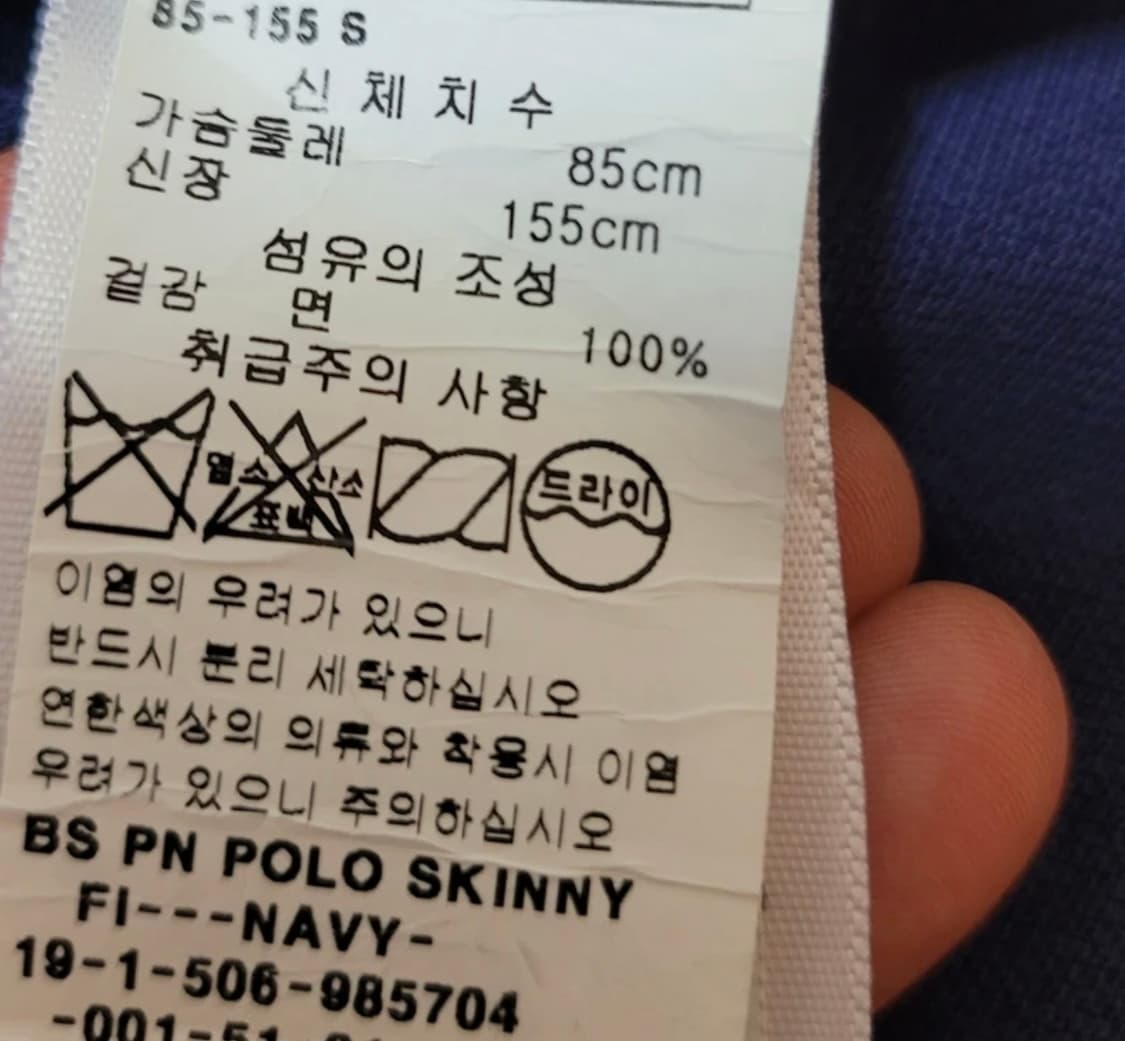 85-155 S
신 체 치 수
가슴둘레 85cm
신장 155cm
섬유의 조성
겉감 면 100%
취급주의 사항
염소 산소
표백
드라이
이염의 우려가 있으니
반드시 분리 세탁하십시오
연한색상의 의류와 착용시 이염
우려가 있으니 주의하십시오
BS PN POLO SKINNY
FI---NAVY-
19-1-506-985704
-001-51